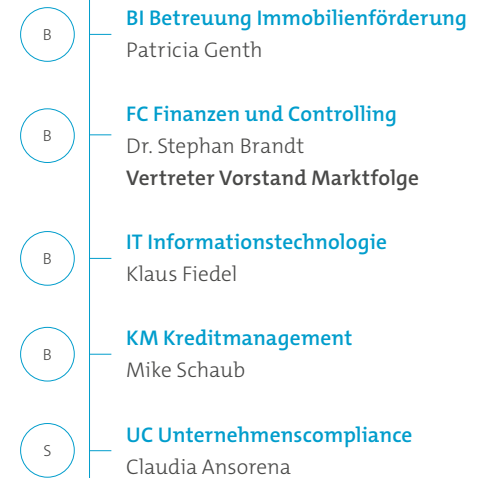 B
BI Betreuung Immobilienförderung
Patricia Genth
B
FC Finanzen und Controlling
Dr. Stephan Brandt
Vertreter Vorstand Marktfolge
B
IT Informationstechnologie
Klaus Fiedel
B
KM Kreditmanagement
Mike Schaub
S
UC Unternehmenscompliance
Claudia Ansorena